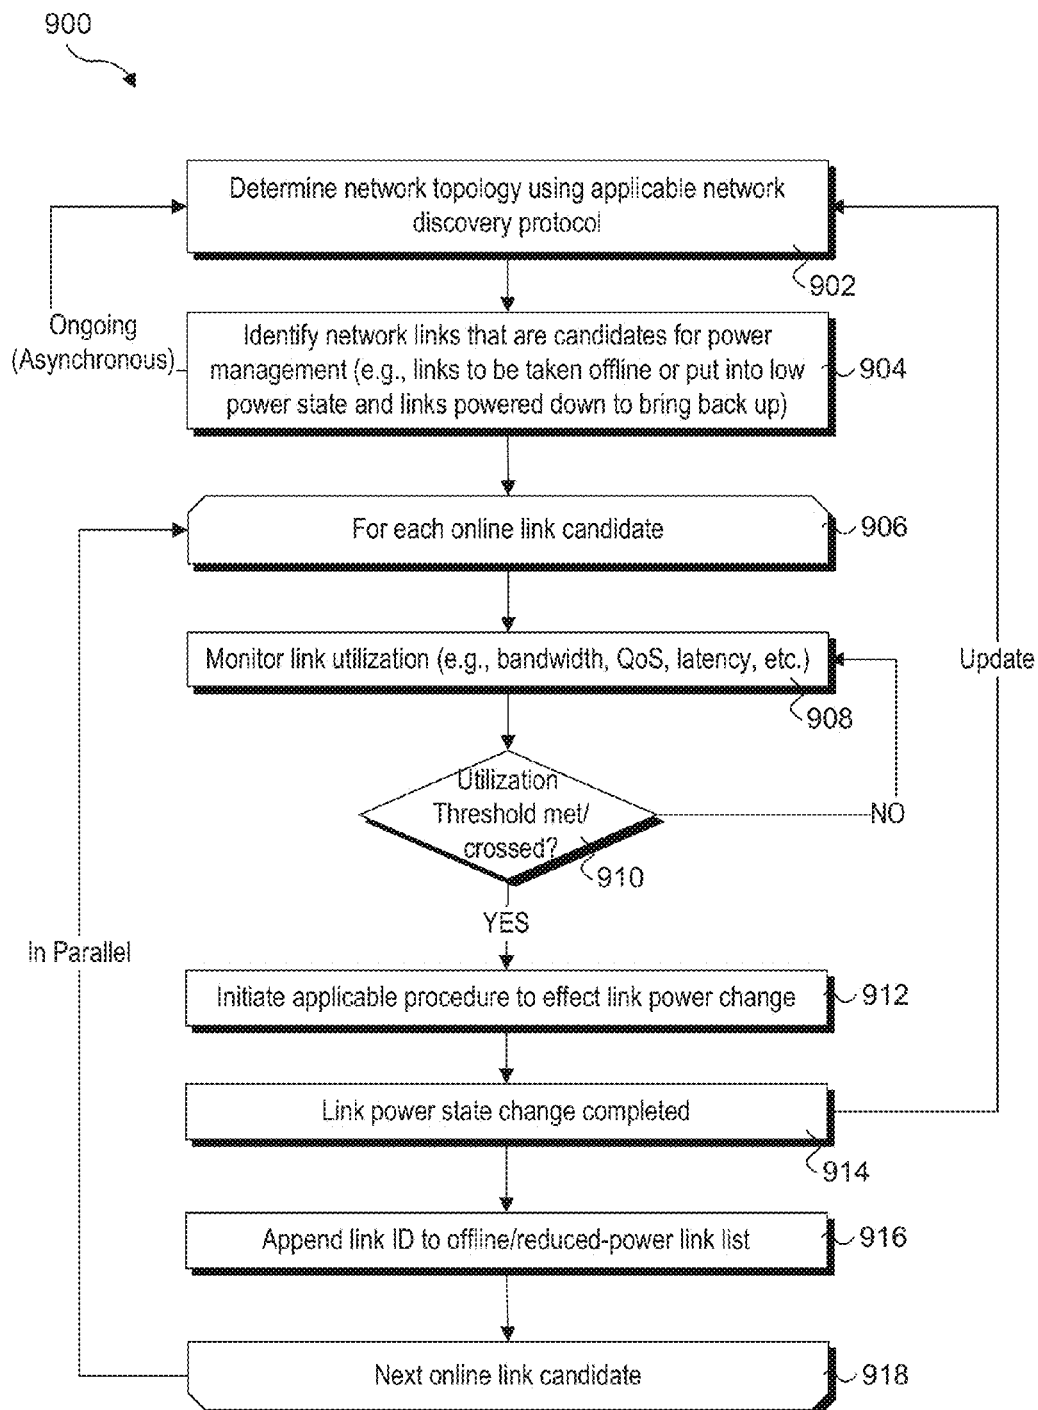 900
Determine network topology using applicable network
discovery protocol
902
Ongoing
(Asynchronous)
Identify network links that are candidates for power
management (e.g., links to be taken offline or put into low
power state and links powered down to bring back up)
904
For each online link candidate
906
Monitor link utilization (e.g., bandwidth, QoS, latency, etc.)
908
Update
Utilization
Threshold met/
crossed?
910
NO
YES
In Parallel
Initiate applicable procedure to effect link power change
912
Link power state change completed
914
Append link ID to offline/reduced-power link list
916
Next online link candidate
918